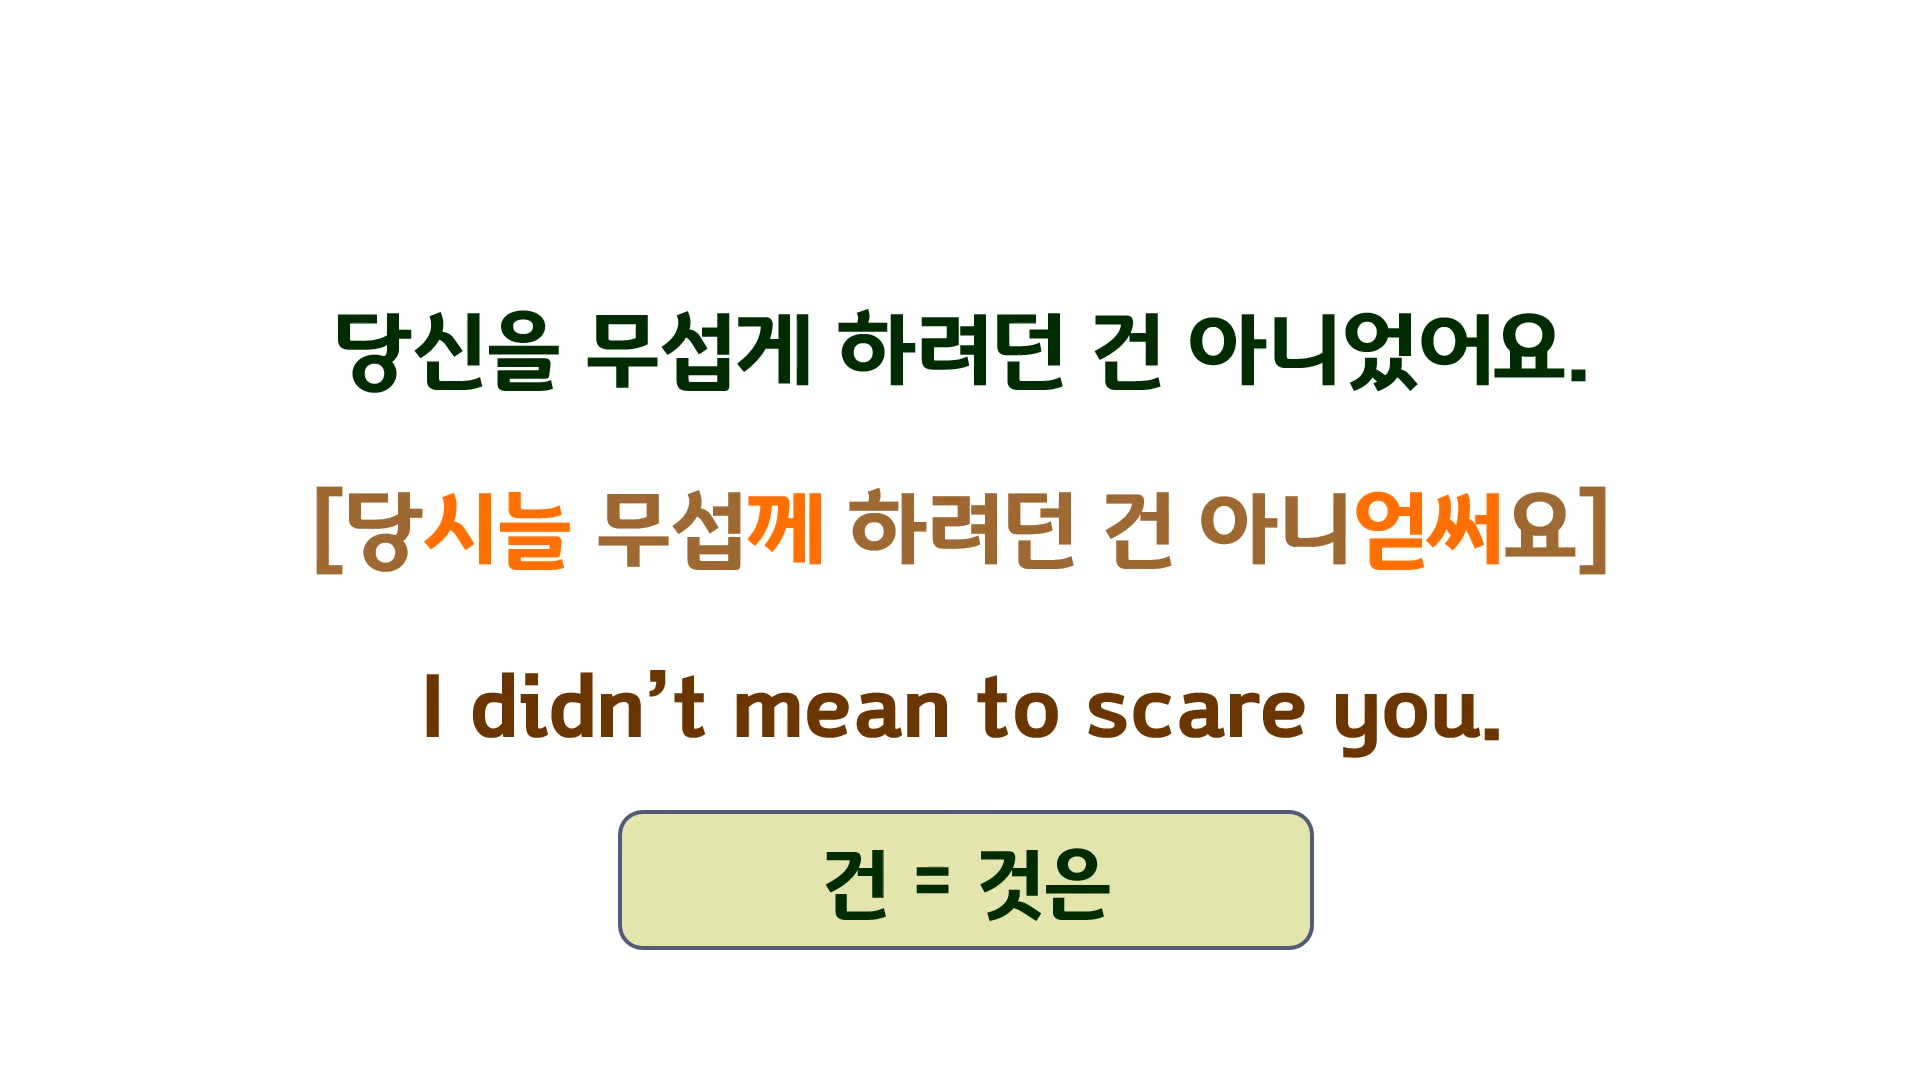 당신을 무섭게 하려던 건 아니었어요.
[당시늘 무섭께 하려던 건 아니얻써요]
I didn’t mean to scare you.
건 = 것은